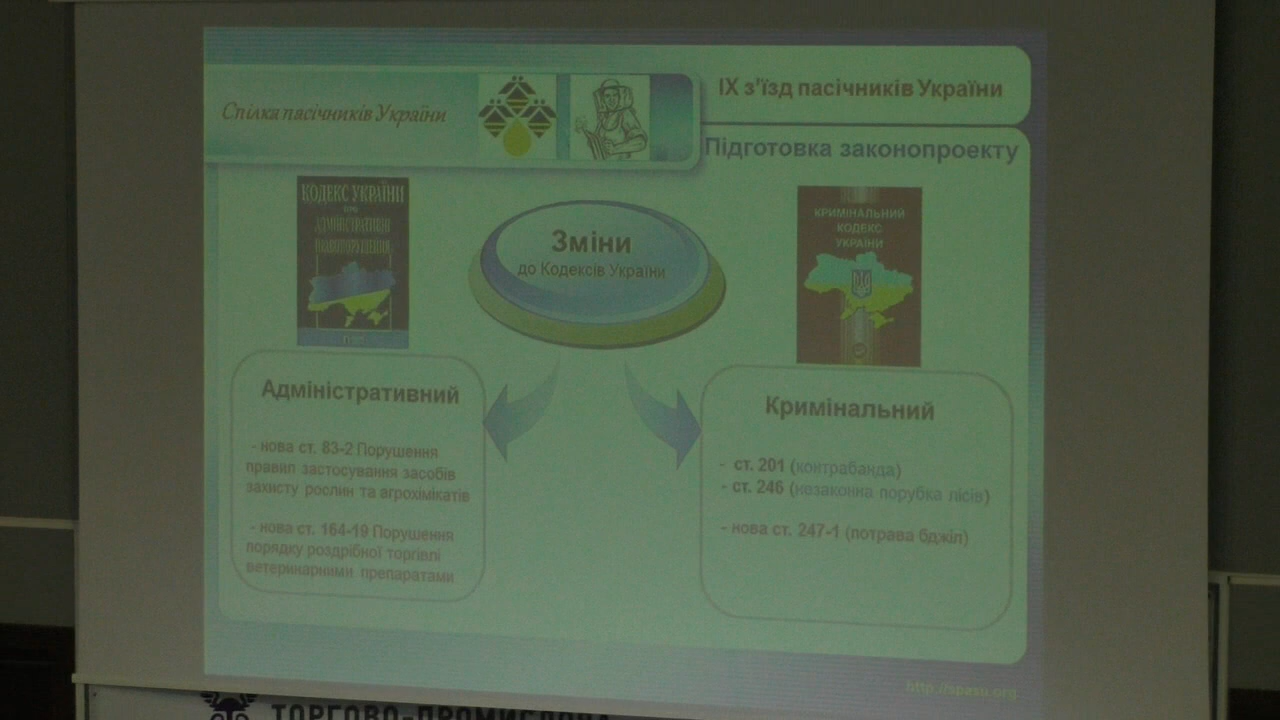 Спілка пасічників України
ІХ з'їзд пасічників України
Підготовка законопроекту
КОДЕКС УКРАЇНИ
ПРО
АДМІНІСТРАТИВНІ
ПРАВОПОРУШЕННЯ
Зміни
до Кодексів України
КРИМІНАЛЬНИЙ
КОДЕКС
УКРАЇНИ
Адміністративний
- нова ст. 83-2 Порушення
правил застосування засобів
захисту рослин та агрохімікатів
- нова ст. 164-19 Порушення
порядку роздрібної торгівлі
ветеринарними препаратами
Кримінальний
- ст. 201 (контрабанда)
- ст. 246 (незаконна порубка лісів)
- нова ст. 247-1 (потрава бджіл)
http://spasu.org
ТОРГОВО-ПРОМИСЛОВА